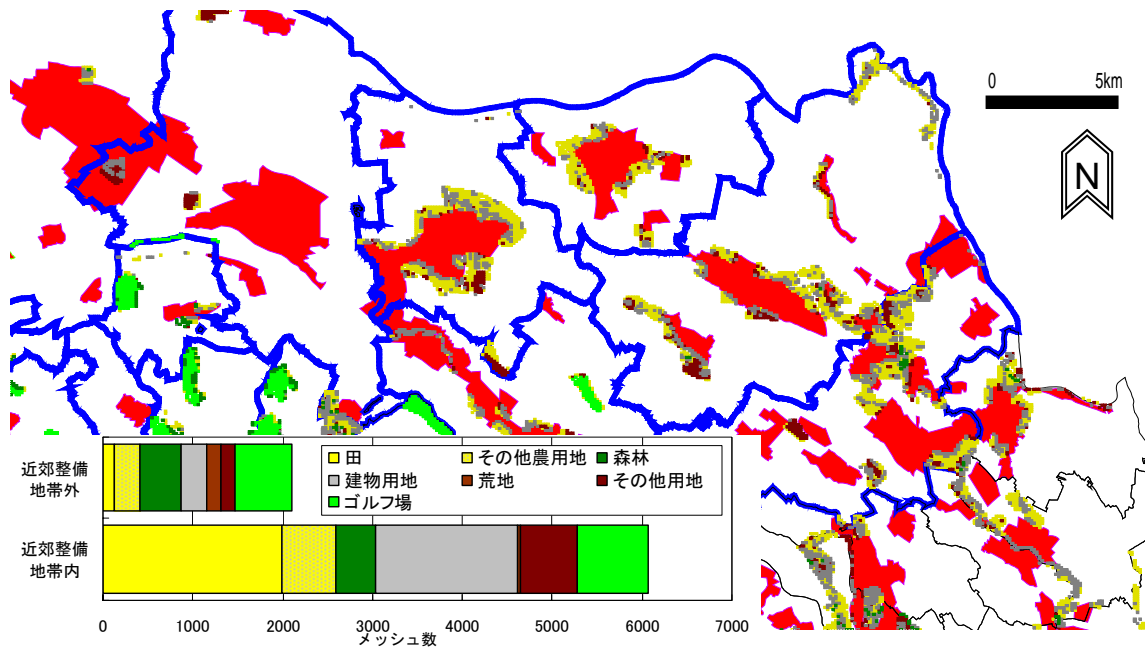 0 5km
N
近郊整備
地帯外
田 その他農用地 森林
建物用地 荒地 その他用地
ゴルフ場
近郊整備
地帯内
0 1000 2000 3000 4000 5000 6000 7000
メッシュ数